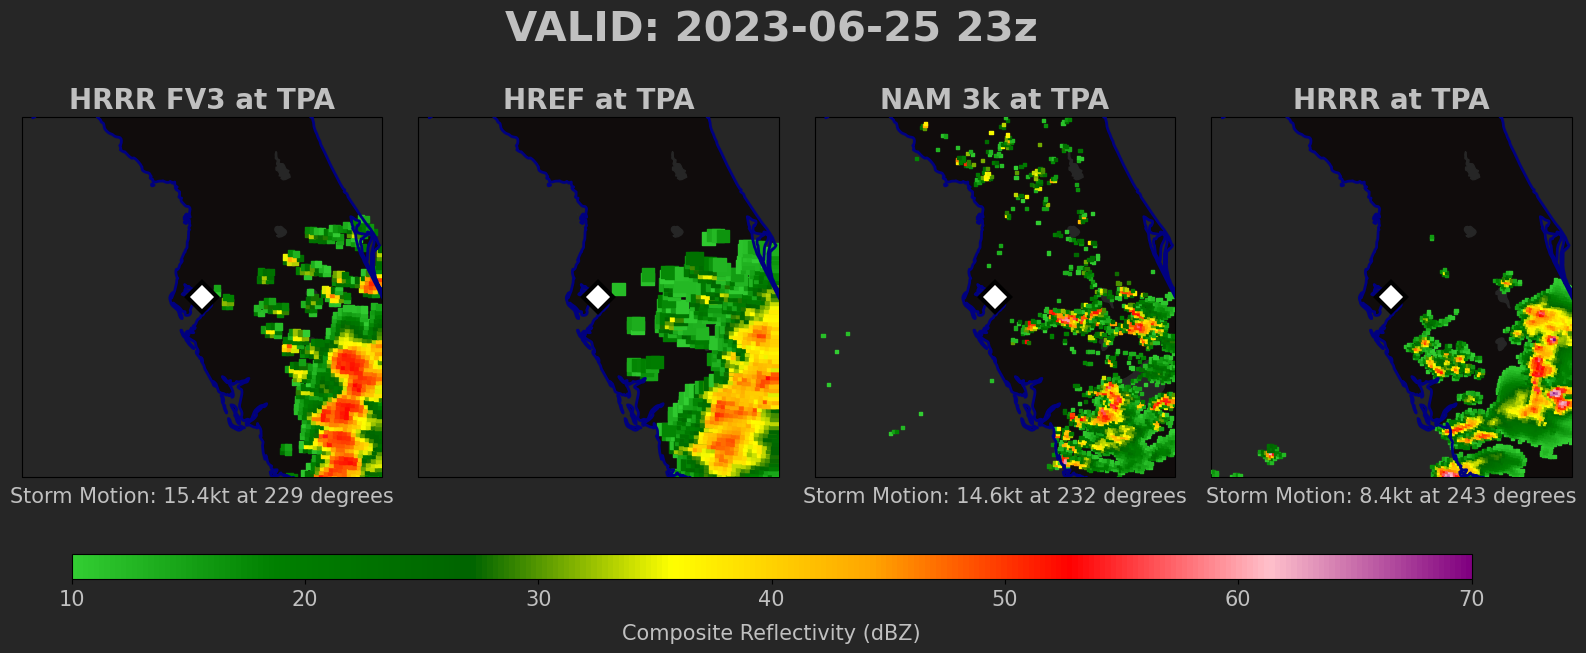 VALID: 2023-06-25 23z
HRRR FV3 at TPA
HREF at TPA
NAM 3k at TPA
HRRR at TPA
Storm Motion: 15.4kt at 229 degrees
Storm Motion: 14.6kt at 232 degrees
Storm Motion: 8.4kt at 243 degrees
10 20 30 40 50 60 70
Composite Reflectivity (dBZ)